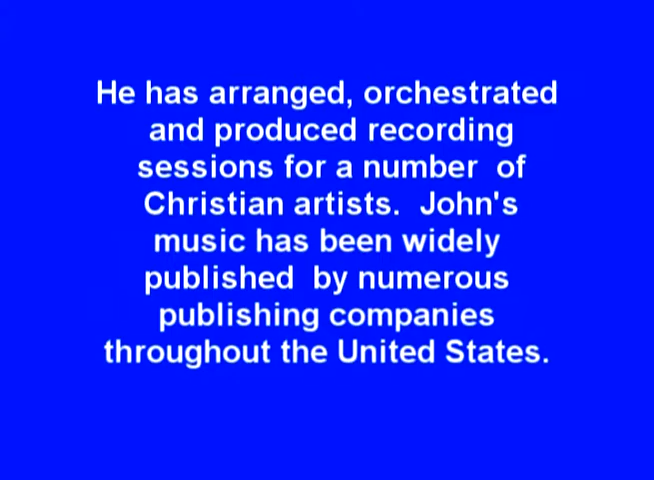 He has arranged, orchestrated
and produced recording
sessions for a number  of
Christian artists.  John's
music has been widely
published  by numerous
publishing companies
throughout the United States.